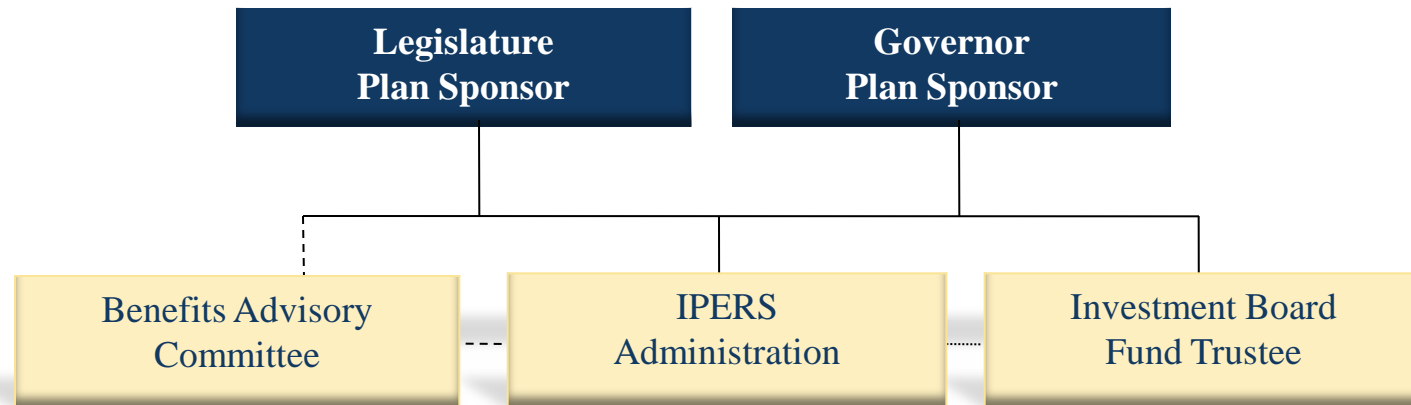 Legislature
Plan Sponsor
Governor
Plan Sponsor
Benefits Advisory
Committee
IPERS
Administration
Investment Board
Fund Trustee